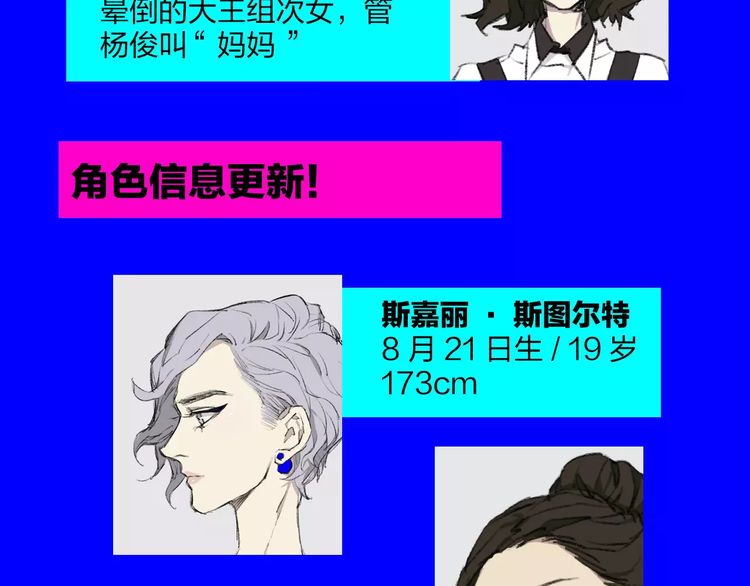 晕倒的大王组次女，管
杨俊叫“ 妈妈 ”
角色信息更新!
斯嘉丽 · 斯图尔特
8 月 21 日生 / 19 岁
173cm